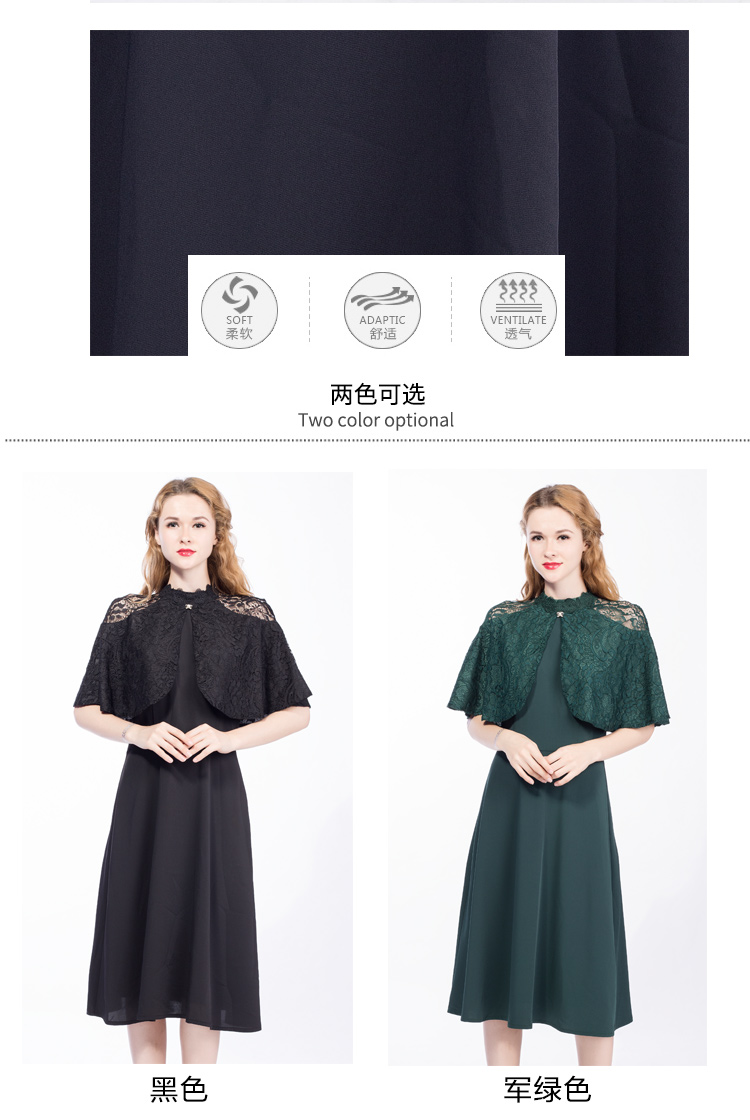 SOFT
柔软
ADAPTIC
舒适
VENTILATE
透气
两色可选
Two color optional
黑色
军绿色